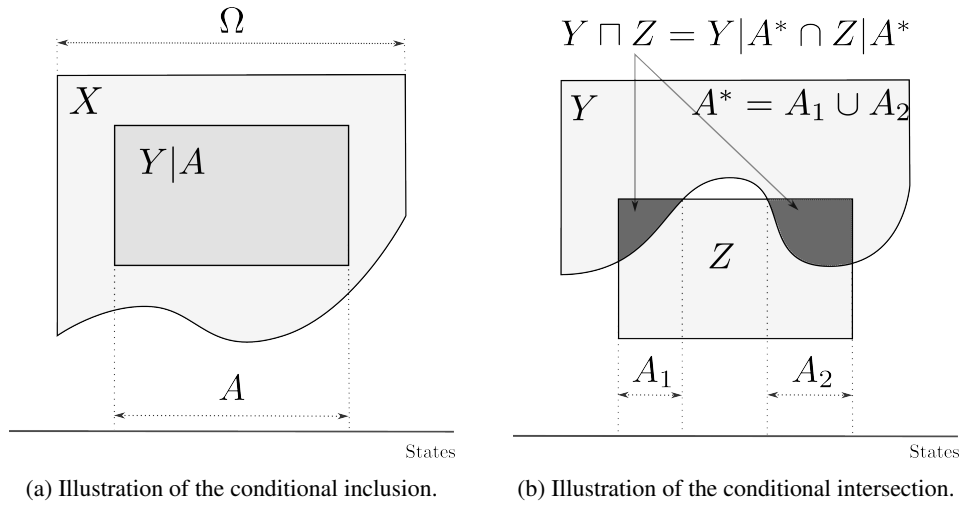 Ω
X
Y|A
A
States
(a) Illustration of the conditional inclusion.
Y ⊓ Z = Y|A* ∩ Z|A*
Y
A* = A₁ ∪ A₂
Z
A₁
A₂
States
(b) Illustration of the conditional intersection.